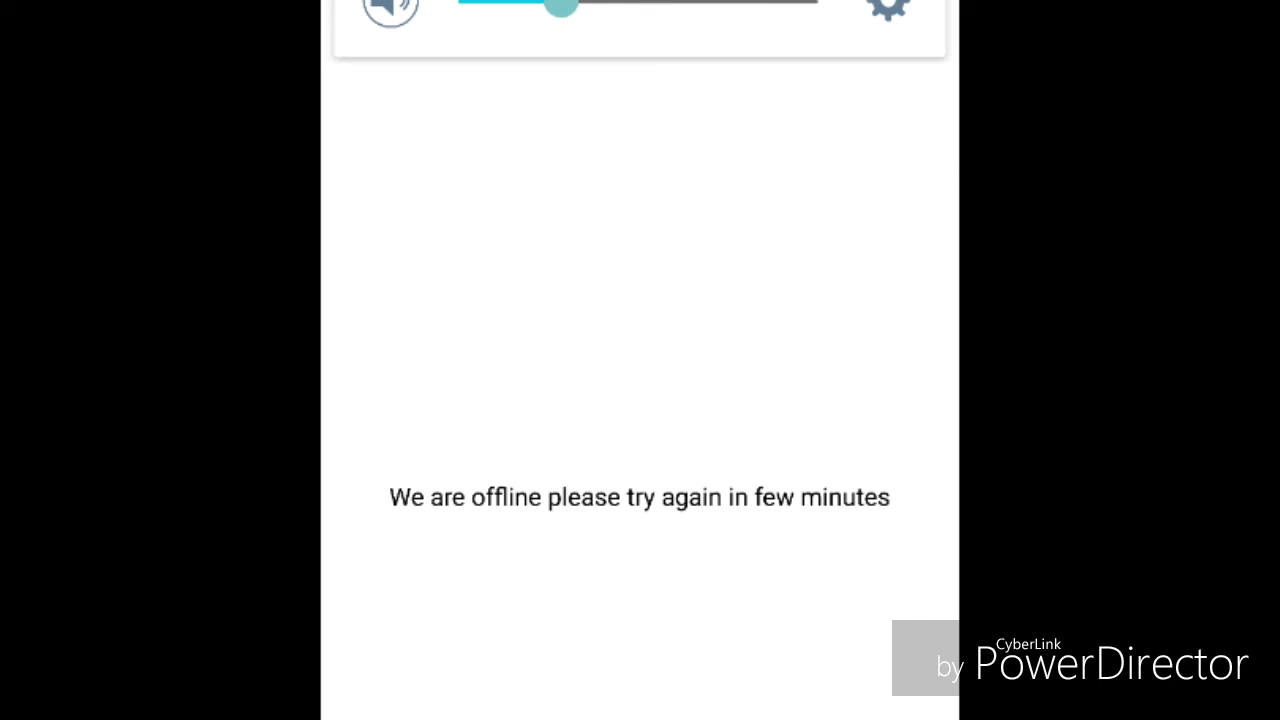 We are offline please try again in few minutes
CyberLink
by PowerDirector